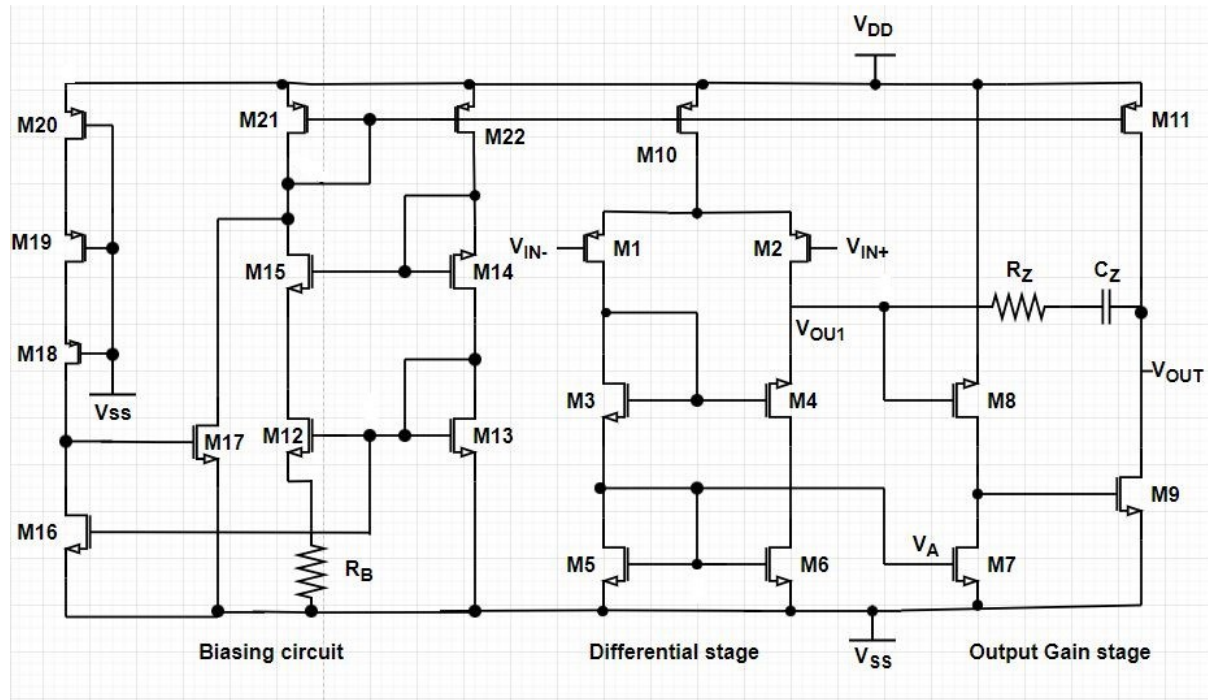 VDD
M20
M21
M22
M10
M11
M19
VIN-
M1
M2
VIN+
M15
M14
RZ
CZ
VOU1
M18
VOUT
Vss
M3
M4
M8
M17
M12
M13
M9
M16
VA
M5
M6
M7
RB
Biasing circuit
Differential stage
VSS
Output Gain stage